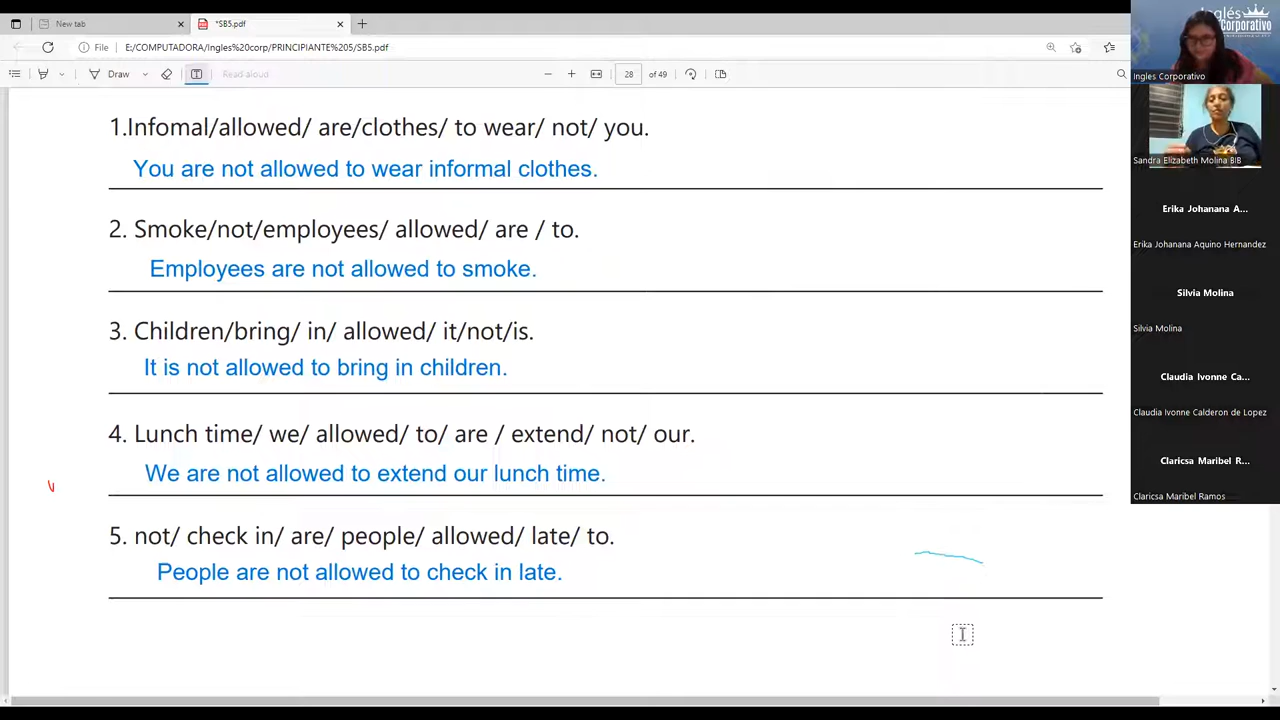 New tab
*SB5.pdf
File
E:/COMPUTADORA/Ingles%20corp/PRINCIPIANTE%205/SB5.pdf
Draw
Read aloud
28 of 49
1.Infomal/allowed/ are/clothes/ to wear/ not/ you.
You are not allowed to wear informal clothes.
2. Smoke/not/employees/ allowed/ are / to.
Employees are not allowed to smoke.
3. Children/bring/ in/ allowed/ it/not/is.
It is not allowed to bring in children.
4. Lunch time/ we/ allowed/ to/ are / extend/ not/ our.
We are not allowed to extend our lunch time.
5. not/ check in/ are/ people/ allowed/ late/ to.
People are not allowed to check in late.
Inglés
Corporativo
Ingles Corporativo
Sandra Elizabeth Molina BIB
Erika Johanana A...
Erika Johanana Aquino Hernandez
Silvia Molina
Silvia Molina
Claudia Ivonne Ca...
Claudia Ivonne Calderon de Lopez
Claricsa Maribel R...
Claricsa Maribel Ramos